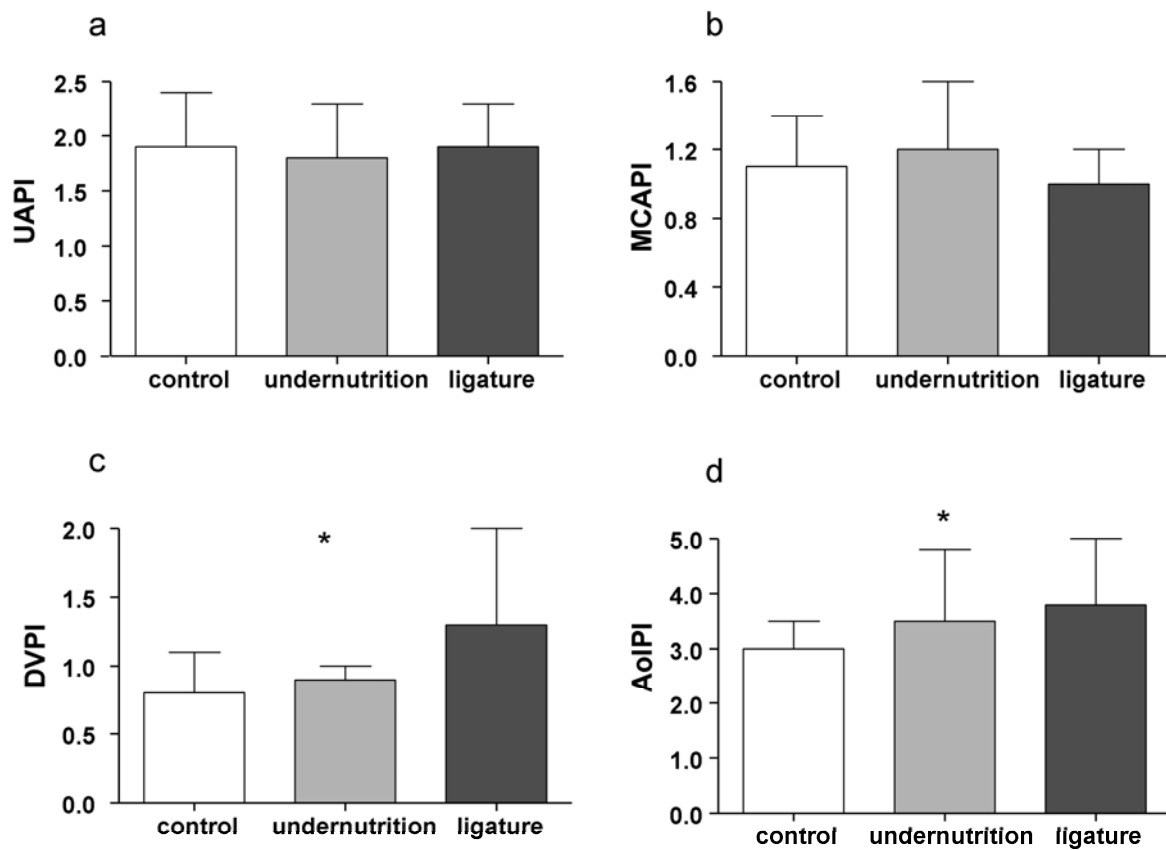 a
UAPI
2.5
2.0
1.5
1.0
0.5
0.0
control undernutrition ligature
b
MCAPI
1.6
1.2
0.8
0.4
0.0
control undernutrition ligature
c
DVPI
2.0
1.5
1.0
0.5
0.0
*
control undernutrition ligature
d
AoIPI
5.0
4.0
3.0
2.0
1.0
0.0
*
control undernutrition ligature